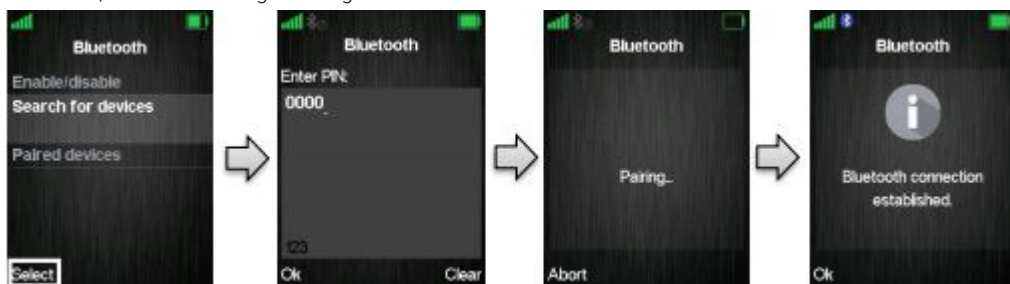 Bluetooth
Enable/disable
Search for devices
Paired devices
Select
Bluetooth
Enter PIN:
0000_
123
Ok Clear
Bluetooth
Pairing...
Abort
Bluetooth
i
Bluetooth connection
established.
Ok